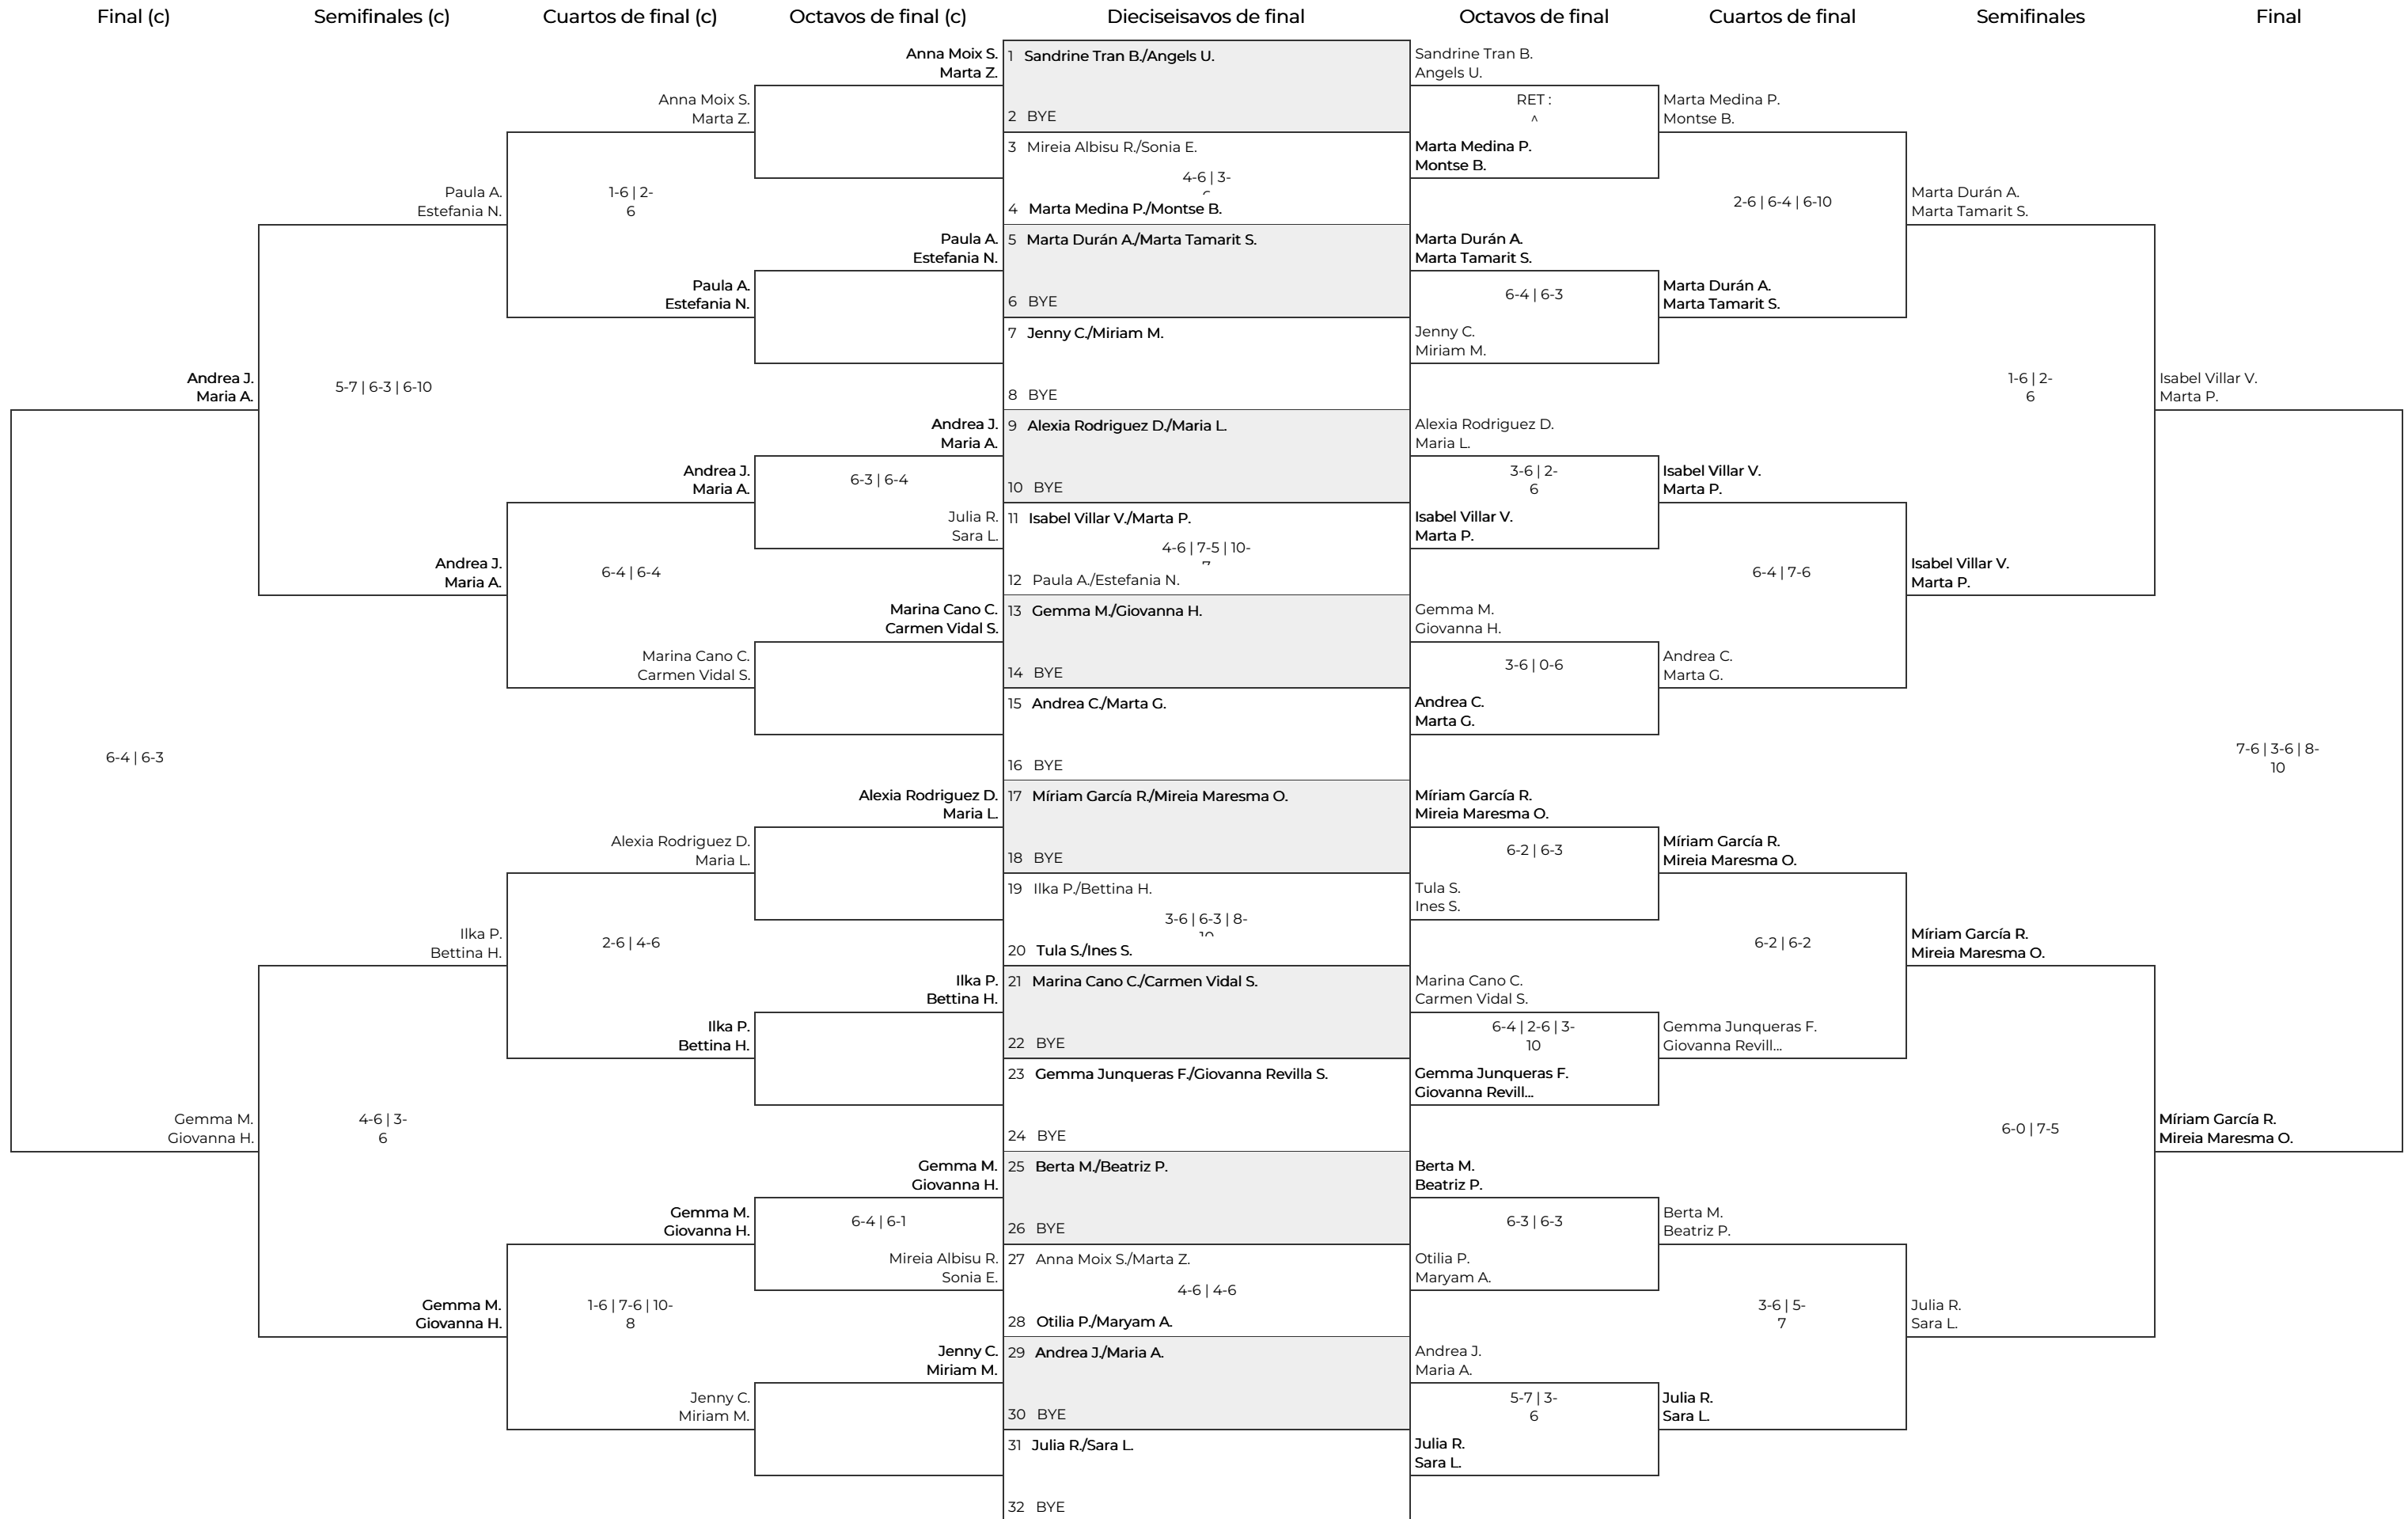 Final (c)
Semifinales (c)
Cuartos de final (c)
Octavos de final (c)
Dieciseisavos de final
Octavos de final
Cuartos de final
Semifinales
Final
Andrea J.
Maria A.
6-4 | 6-3
Gemma M.
Giovanna H.
Paula A.
Estefania N.
5-7 | 6-3 | 6-10
Andrea J.
Maria A.
Ilka P.
Bettina H.
4-6 | 3-
6
Gemma M.
Giovanna H.
Anna Moix S.
Marta Z.
1-6 | 2-
6
Paula A.
Estefania N.
Andrea J.
Maria A.
6-4 | 6-4
Marina Cano C.
Carmen Vidal S.
Alexia Rodriguez D.
Maria L.
2-6 | 4-6
Ilka P.
Bettina H.
Gemma M.
Giovanna H.
1-6 | 7-6 | 10-
8
Jenny C.
Miriam M.
Anna Moix S.
Marta Z.
Paula A.
Estefania N.
Andrea J.
Maria A.
6-3 | 6-4
Julia R.
Sara L.
Marina Cano C.
Carmen Vidal S.
Alexia Rodriguez D.
Maria L.
Ilka P.
Bettina H.
Gemma M.
Giovanna H.
6-4 | 6-1
Mireia Albisu R.
Sonia E.
Jenny C.
Miriam M.
1 Sandrine Tran B./Angels U.
2 BYE
3 Mireia Albisu R./Sonia E.
4-6 | 3-
4 Marta Medina P./Montse B.
5 Marta Durán A./Marta Tamarit S.
6 BYE
7 Jenny C./Miriam M.
8 BYE
9 Alexia Rodriguez D./Maria L.
10 BYE
11 Isabel Villar V./Marta P.
4-6 | 7-5 | 10-
12 Paula A./Estefania N.
13 Gemma M./Giovanna H.
14 BYE
15 Andrea C./Marta G.
16 BYE
17 Míriam García R./Mireia Maresma O.
18 BYE
19 Ilka P./Bettina H.
3-6 | 6-3 | 8-
20 Tula S./Ines S.
21 Marina Cano C./Carmen Vidal S.
22 BYE
23 Gemma Junqueras F./Giovanna Revilla S.
24 BYE
25 Berta M./Beatriz P.
26 BYE
27 Anna Moix S./Marta Z.
4-6 | 4-6
28 Otilia P./Maryam A.
29 Andrea J./Maria A.
30 BYE
31 Julia R./Sara L.
32 BYE
Sandrine Tran B.
Angels U.
RET :
^
Marta Medina P.
Montse B.
Marta Durán A.
Marta Tamarit S.
6-4 | 6-3
Jenny C.
Miriam M.
Alexia Rodriguez D.
Maria L.
3-6 | 2-
6
Isabel Villar V.
Marta P.
Gemma M.
Giovanna H.
3-6 | 0-6
Andrea C.
Marta G.
Míriam García R.
Mireia Maresma O.
6-2 | 6-3
Tula S.
Ines S.
Marina Cano C.
Carmen Vidal S.
6-4 | 2-6 | 3-
10
Gemma Junqueras F.
Giovanna Revill...
Berta M.
Beatriz P.
6-3 | 6-3
Otilia P.
Maryam A.
Andrea J.
Maria A.
5-7 | 3-
6
Julia R.
Sara L.
Marta Medina P.
Montse B.
2-6 | 6-4 | 6-10
Marta Durán A.
Marta Tamarit S.
Isabel Villar V.
Marta P.
6-4 | 7-6
Andrea C.
Marta G.
Míriam García R.
Mireia Maresma O.
6-2 | 6-2
Gemma Junqueras F.
Giovanna Revill...
Berta M.
Beatriz P.
3-6 | 5-
7
Julia R.
Sara L.
Marta Durán A.
Marta Tamarit S.
1-6 | 2-
6
Isabel Villar V.
Marta P.
Míriam García R.
Mireia Maresma O.
6-0 | 7-5
Julia R.
Sara L.
Isabel Villar V.
Marta P.
7-6 | 3-6 | 8-
10
Míriam García R.
Mireia Maresma O.